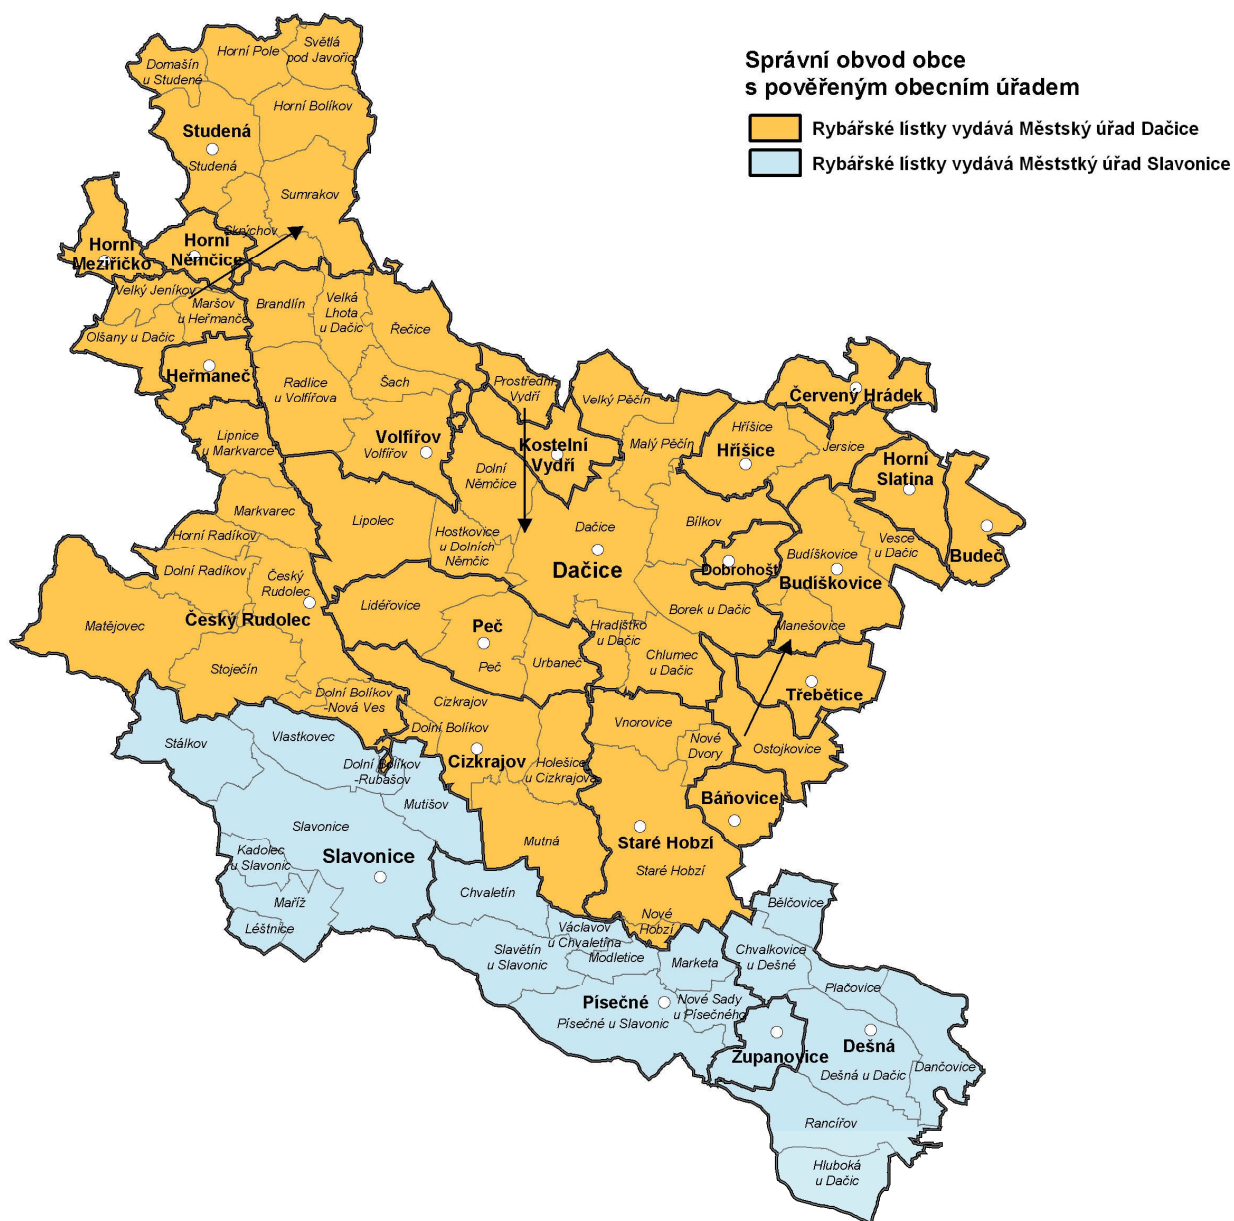 Správní obvod obce
s pověřeným obecním úřadem
Rybářské lístky vydává Městský úřad Dačice
Rybářské lístky vydává Měststký úřad Slavonice
Světlá
pod Javořicí
Horní Pole
Domašín
u Studené
Horní Bolíkov
Studená
Studená
Sumrakov
Skrýchov
Horní
Meziříčko
Horní
Němčice
Velký Jeníkov
Maršov
u Heřmanče
Olšany u Dačic
Brandlín
Velká
Lhota
u Dačic
Řečice
Heřmaneč
Radlice
u Volfířova
Šach
Prostřední
Vydří
Velký Pěčín
Červený Hrádek
Lipnice
u Markvarce
Volfířov
Volfířov
Kostelní
Vydří
Malý Pěčín
Hříšice
Hříšice
Jersice
Horní
Slatina
Dolní
Němčice
Markvarec
Lipolec
Hostkovice
u Dolních
Němčic
Dačice
Dačice
Bílkov
Vesce
u Dačic
Budeč
Horní Radíkov
Dolní Radíkov
Český
Rudolec
Dobrohošť
Budíškovice
Budíškovice
Matějovec
Český Rudolec
Lidéřovice
Peč
Peč
Urbaneč
Hradišťko
u Dačic
Borek u Dačic
Manešovice
Chlumec
u Dačic
Stoječín
Dolní Bolíkov
-Nová Ves
Cizkrajov
Dolní Bolíkov
Cizkrajov
Holešice
u Cizkrajova
Vnorovice
Nové
Dvory
Třebětice
Ostojkovice
Stálkov
Vlastkovec
Dolní Bolíkov
-Rubašov
Mutišov
Báňovice
Slavonice
Slavonice
Mutná
Staré Hobzí
Staré Hobzí
Kadolec
u Slavonic
Maříž
Léštnice
Chvaletín
Nové
Hobzí
Bělčovice
Václavov
u Chvaletína
Slavětín
u Slavonic
Modletice
Marketa
Chvalkovice
u Dešné
Plačovice
Písečné
Písečné u Slavonic
Nové Sady
u Písečného
Županovice
Dešná
Dešná u Dačic
Dančovice
Rancířov
Hluboká
u Dačic